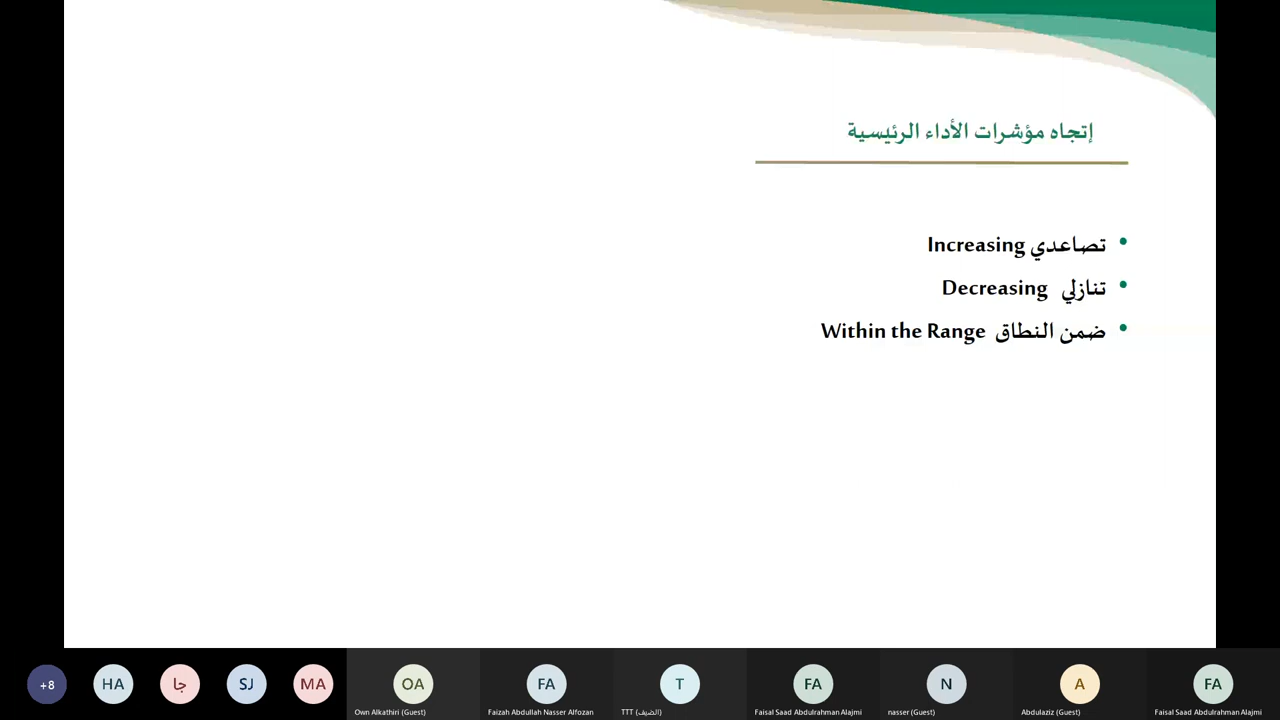 إتجاه مؤشرات الأداء الرئيسية
• تصاعدي Increasing
• تنازلي Decreasing
• ضمن النطاق Within the Range
+8
HA
جا
SJ
MA
OA
FA
T
FA
N
A
FA
Own Alkathiri (Guest)
Faizah Abdullah Nasser Alfozan
TTT (الضيف)
Faisal Saad Abdulrahman Alajmi
nasser (Guest)
Abdulaziz (Guest)
Faisal Saad Abdulrahman Alajmi